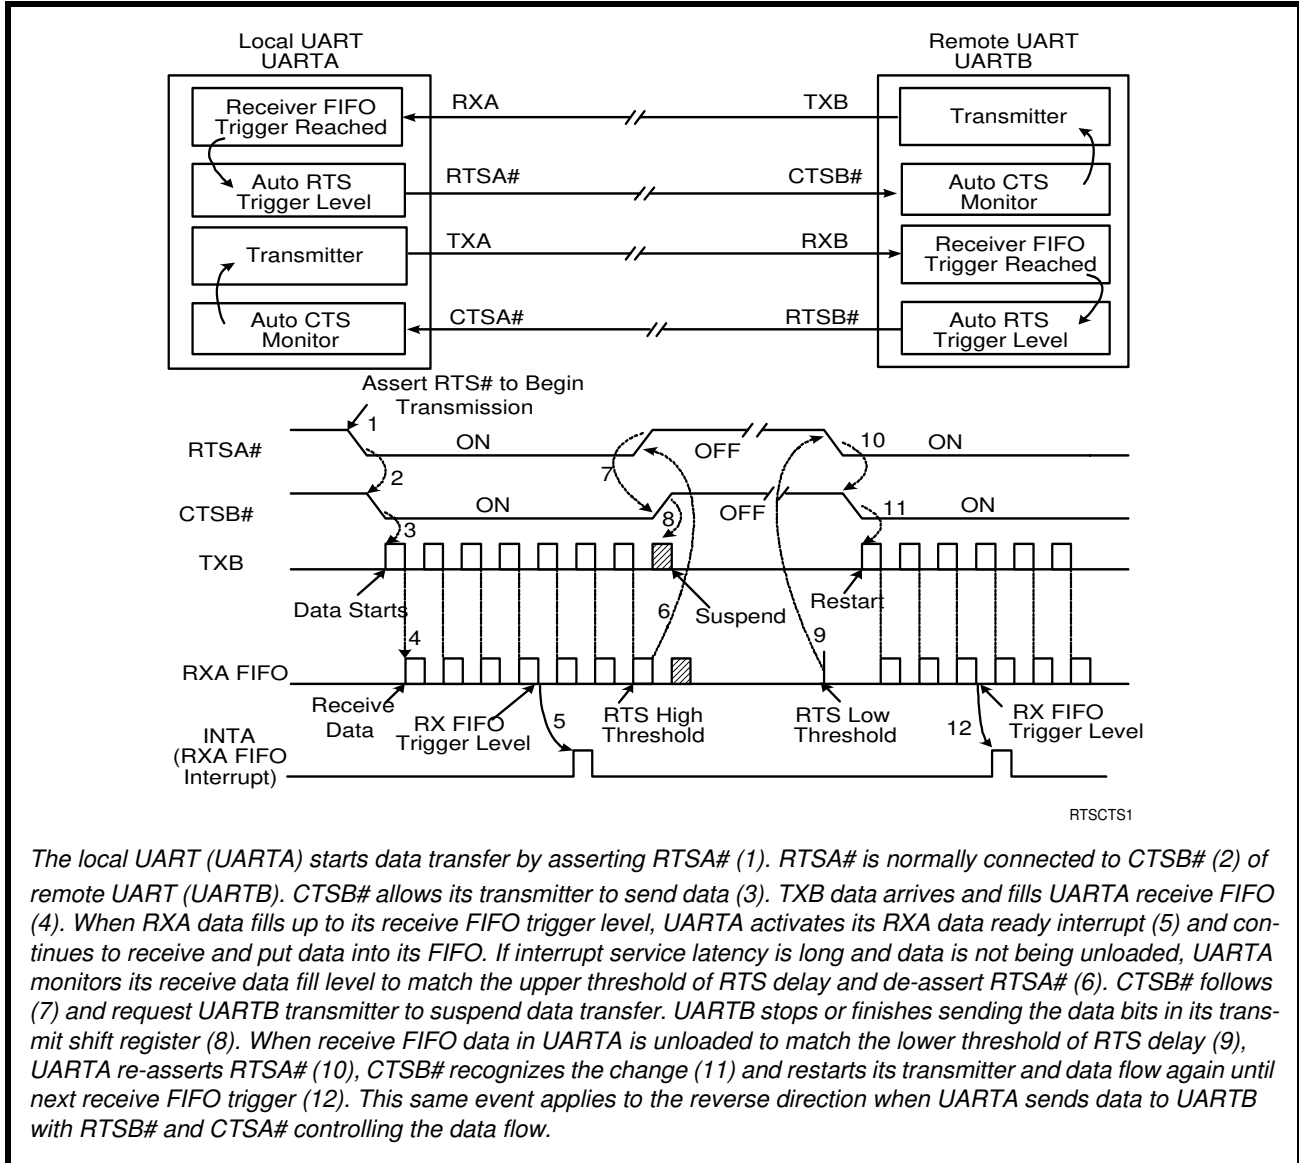 Local UART
UARTA
Remote UART
UARTB
Receiver FIFO
Trigger Reached
RXA
TXB
Transmitter
Auto RTS
Trigger Level
RTSA#
CTSB#
Auto CTS
Monitor
Transmitter
TXA
RXB
Receiver FIFO
Trigger Reached
Auto CTS
Monitor
CTSA#
RTSB#
Auto RTS
Trigger Level
Assert RTS# to Begin
Transmission
RTSA#
1
ON
7
OFF
10
ON
2
CTSB#
ON
8
OFF
11
ON
3
TXB
Data Starts
6
Suspend
Restart
4
9
RXA FIFO
Receive
Data
RX FIFO
Trigger Level
5
RTS High
Threshold
RTS Low
Threshold
12
RX FIFO
Trigger Level
INTA
(RXA FIFO
Interrupt)
RTSCTS1
The local UART (UARTA) starts data transfer by asserting RTSA# (1). RTSA# is normally connected to CTSB# (2) of
remote UART (UARTB). CTSB# allows its transmitter to send data (3). TXB data arrives and fills UARTA receive FIFO
(4). When RXA data fills up to its receive FIFO trigger level, UARTA activates its RXA data ready interrupt (5) and con-
tinues to receive and put data into its FIFO. If interrupt service latency is long and data is not being unloaded, UARTA
monitors its receive data fill level to match the upper threshold of RTS delay and de-assert RTSA# (6). CTSB# follows
(7) and request UARTB transmitter to suspend data transfer. UARTB stops or finishes sending the data bits in its trans-
mit shift register (8). When receive FIFO data in UARTA is unloaded to match the lower threshold of RTS delay (9),
UARTA re-asserts RTSA# (10), CTSB# recognizes the change (11) and restarts its transmitter and data flow again until
next receive FIFO trigger (12). This same event applies to the reverse direction when UARTA sends data to UARTB
with RTSB# and CTSA# controlling the data flow.